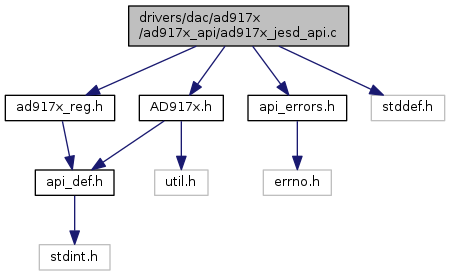 drivers/dac/ad917x
/ad917x_api/ad917x_jesd_api.c
ad917x_reg.h
AD917x.h
api_errors.h
stddef.h
api_def.h
util.h
errno.h
stdint.h